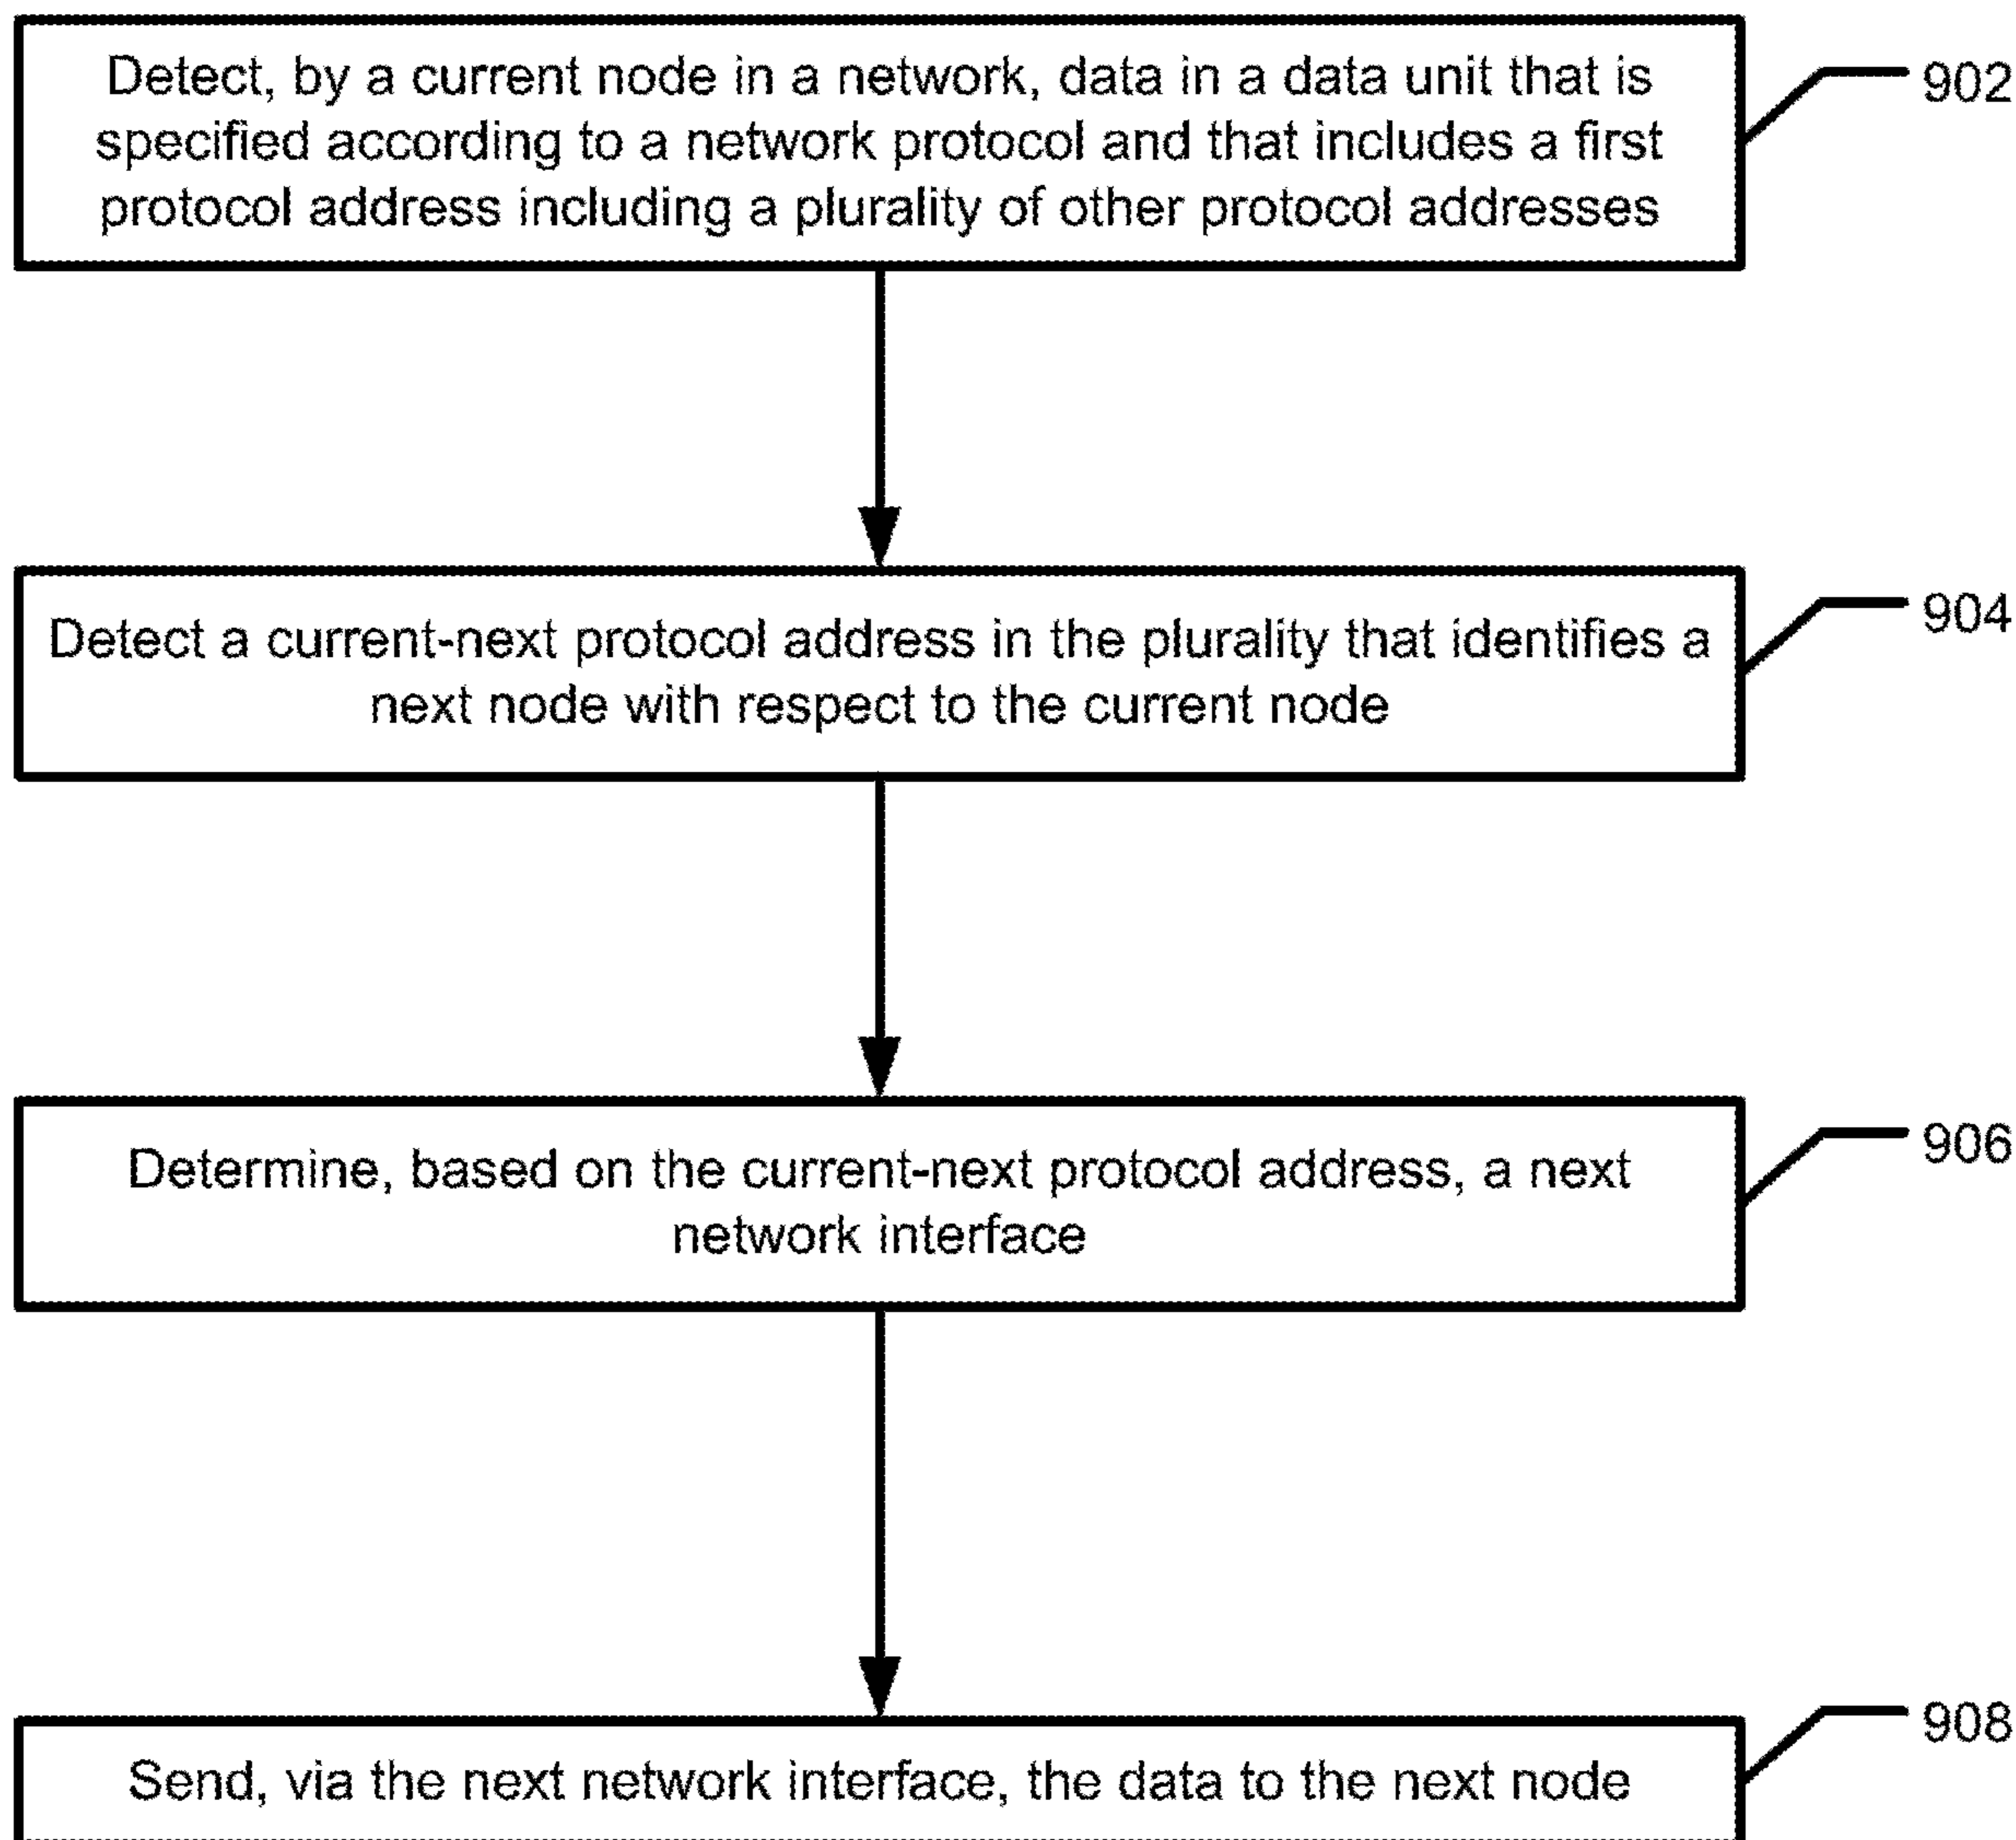 Detect, by a current node in a network, data in a data unit that is
specified according to a network protocol and that includes a first
protocol address including a plurality of other protocol addresses
902
Detect a current-next protocol address in the plurality that identifies a
next node with respect to the current node
904
Determine, based on the current-next protocol address, a next
network interface
906
Send, via the next network interface, the data to the next node
908